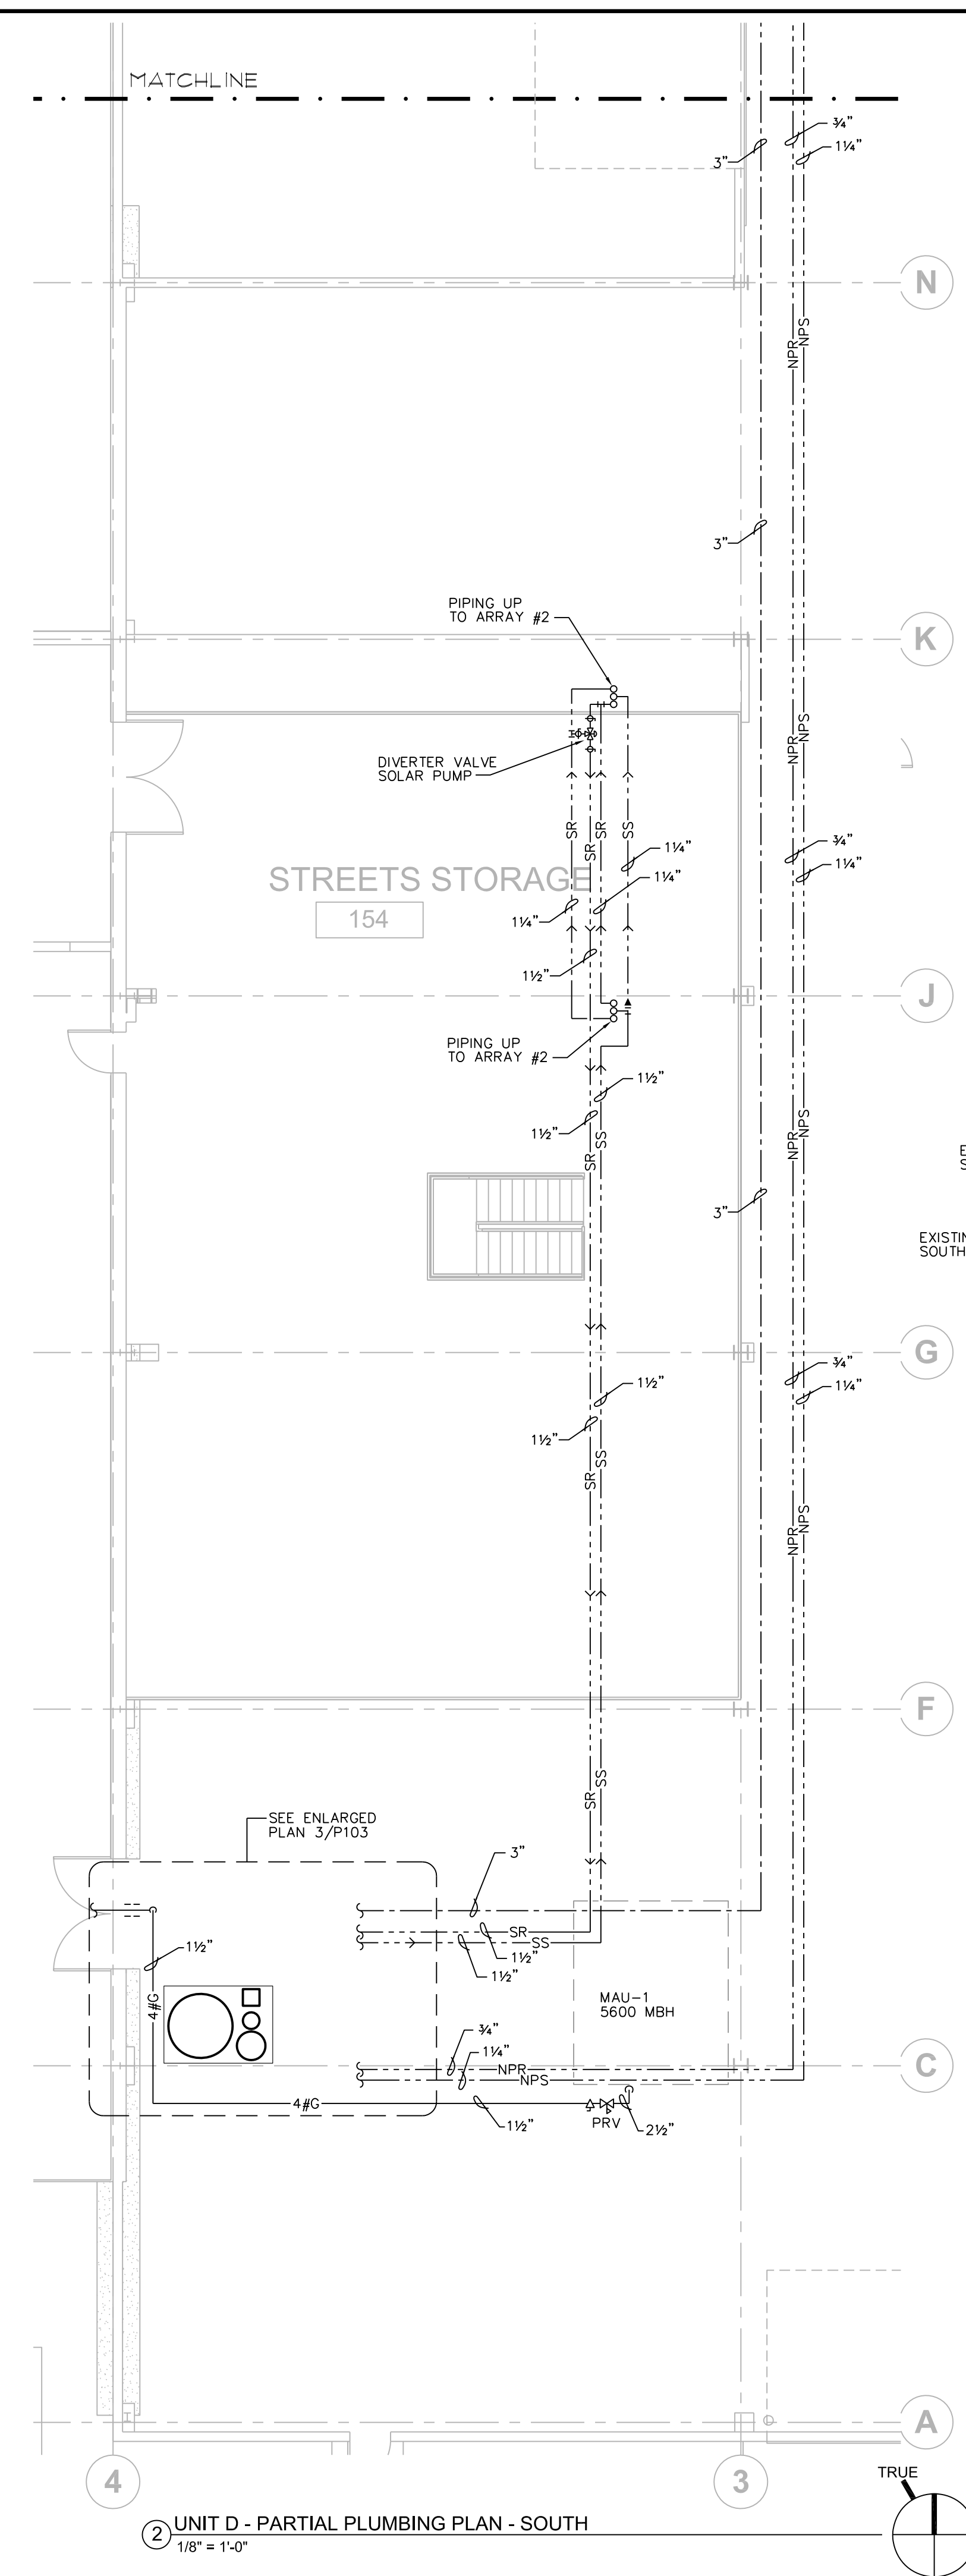 MATCHLINE
¾"
1¼"
3"
N
NPR
NPS
3"
PIPING UP
TO ARRAY #2
K
NPR
NPS
DIVERTER VALVE
SOLAR PUMP
SR
SR
SR
SS
¾"
1¼"
1¼"
1¼"
STREETS STORAGE
154
1¼"
1½"
J
PIPING UP
TO ARRAY #2
1½"
1½"
NPR
NPS
SR
SS
E
S
3"
EXISTIN
SOUTH
G
¾"
1¼"
1½"
1½"
SR
SS
NPR
NPS
F
SR
SS
SEE ENLARGED
PLAN 3/P103
3"
SR
SS
1½"
1½"
1½"
4#G
MAU-1
5600 MBH
¾"
1¼"
NPR
NPS
C
4#G
1½"
PRV
2½"
A
4
3
TRUE
2 UNIT D - PARTIAL PLUMBING PLAN - SOUTH
1/8" = 1'-0"